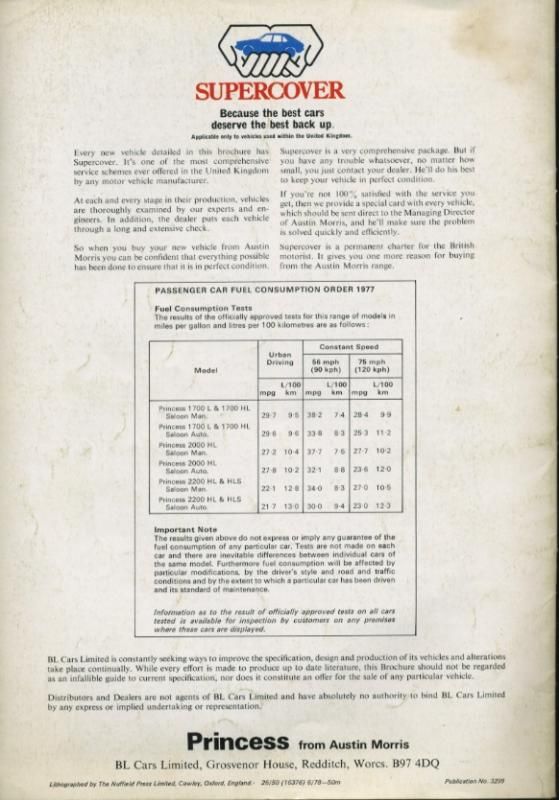 SUPERCOVER
Because the best cars
deserve the best back up.
Applicable only to vehicles used within the United Kingdom.
Every new vehicle detailed in this brochure has
Supercover. It's one of the most comprehensive
service schemes ever offered in the United Kingdom
by any motor vehicle manufacturer.
At each and every stage in their production, vehicles
are thoroughly examined by our experts and en-
gineers. In addition, the dealer puts each vehicle
through a long and extensive check.
So when you buy your new vehicle from Austin
Morris you can be confident that everything possible
has been done to ensure that it is in perfect condition.
Supercover is a very comprehensive package. But if
you have any trouble whatsoever, no matter how
small, you just contact your dealer. He'll do his best
to keep your vehicle in perfect condition.
If you're not 100% satisfied with the service you
get, then we provide a special card with every vehicle,
which should be sent direct to the Managing Director
of Austin Morris, and he'll make sure the problem
is solved quickly and efficiently.
Supercover is a permanent charter for the British
motorist. It gives you one more reason for buying
from the Austin Morris range.
PASSENGER CAR FUEL CONSUMPTION ORDER 1977
Fuel Consumption Tests
The results of the officially approved tests for this range of models in
miles per gallon and litres per 100 kilometres are as follows:
Model
Urban
Driving
Constant Speed
56 mph
(90 kph)
75 mph
(120 kph)
mpg L/100 km mpg L/100 km mpg L/100 km
Princess 1700 L & 1700 HL
Saloon Man. 29·7 9·5 38·2 7·4 28·4 9·9
Princess 1700 L & 1700 HL
Saloon Auto. 29·6 9·6 33·8 8·3 25·3 11·2
Princess 2000 HL
Saloon Man. 27·2 10·4 37·7 7·5 27·7 10·2
Princess 2000 HL
Saloon Auto. 27·8 10·2 32·1 8·8 23·6 12·0
Princess 2200 HL & HLS
Saloon Man. 22·1 12·8 34·0 8·3 27·0 10·5
Princess 2200 HL & HLS
Saloon Auto. 21·7 13·0 30·0 9·4 23·0 12·3
Important Note
The results given above do not express or imply any guarantee of the
fuel consumption of any particular car. Tests are not made on each
car and there are inevitable differences between individual cars of
the same model. Furthermore fuel consumption will be affected by
particular modifications, by the driver's style and road and traffic
conditions and by the extent to which a particular car has been driven
and its standard of maintenance.
Information as to the result of officially approved tests on all cars
tested is available for inspection by customers on any premises
where these cars are displayed.
BL Cars Limited is constantly seeking ways to improve the specification, design and production of its vehicles and alterations
take place continually. While every effort is made to produce up to date literature, this Brochure should not be regarded
as an infallible guide to current specification, nor does it constitute an offer for the sale of any particular vehicle.
Distributors and Dealers are not agents of BL Cars Limited and have absolutely no authority to bind BL Cars Limited
by any express or implied undertaking or representation.
Princess from Austin Morris
BL Cars Limited, Grosvenor House, Redditch, Worcs. B97 4DQ
Lithographed by The Nuffield Press Limited, Cowley, Oxford, England · 26/50 (16376) 6/78—50m
Publication No. 3299